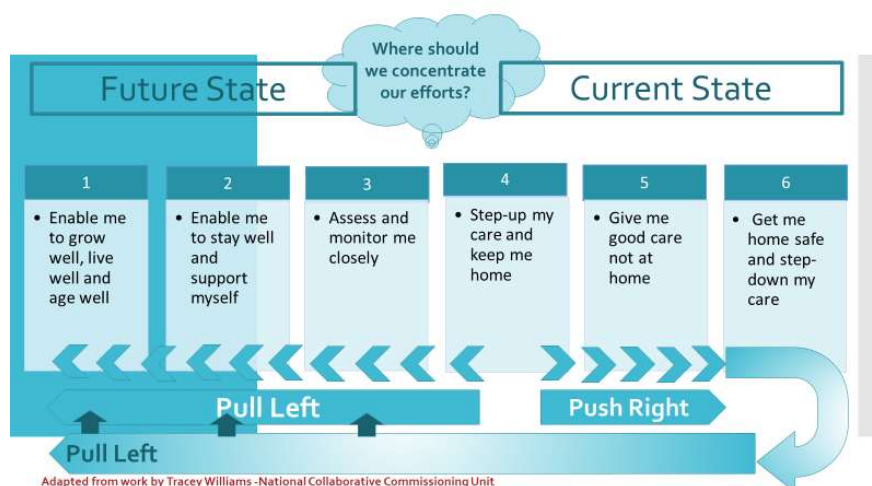 Where should
we concentrate
our efforts?
Future State
Current State
1
• Enable me
to grow
well, live
well and
age well
2
• Enable me
to stay well
and
support
myself
3
• Assess and
monitor me
closely
4
• Step-up my
care and
keep me
home
5
• Give me
good care
not at
home
6
• Get me
home safe
and step-
down my
care
Pull Left
Push Right
Pull Left
Adapted from work by Tracey Williams -National Collaborative Commissioning Unit